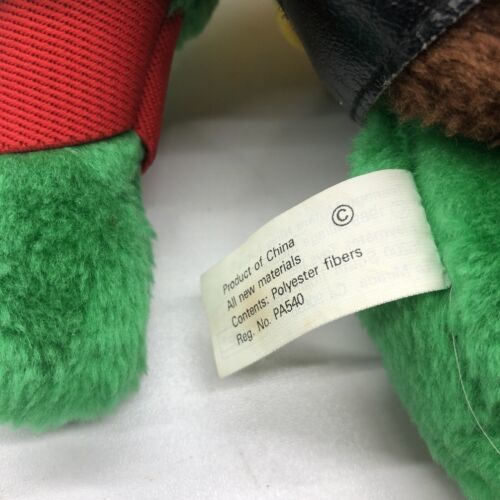 ©
Product of China
All new materials
Contents: Polyester fibers
Reg. No. PA540